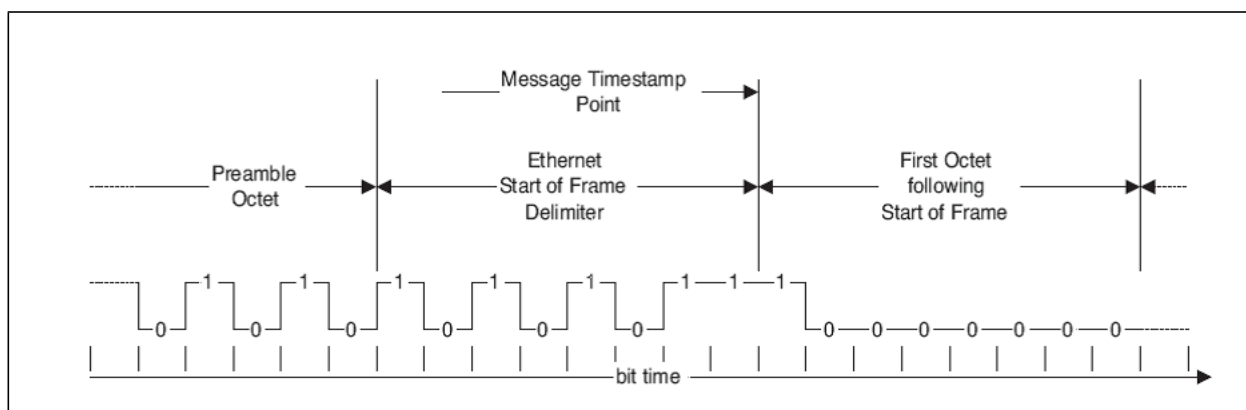 Message Timestamp
Point
Preamble
Octet
Ethernet
Start of Frame
Delimiter
First Octet
following
Start of Frame
0 1 0 1 0 1 0 1 0 1 0 1 1 1 0 0 0 0 0 0 0
bit time